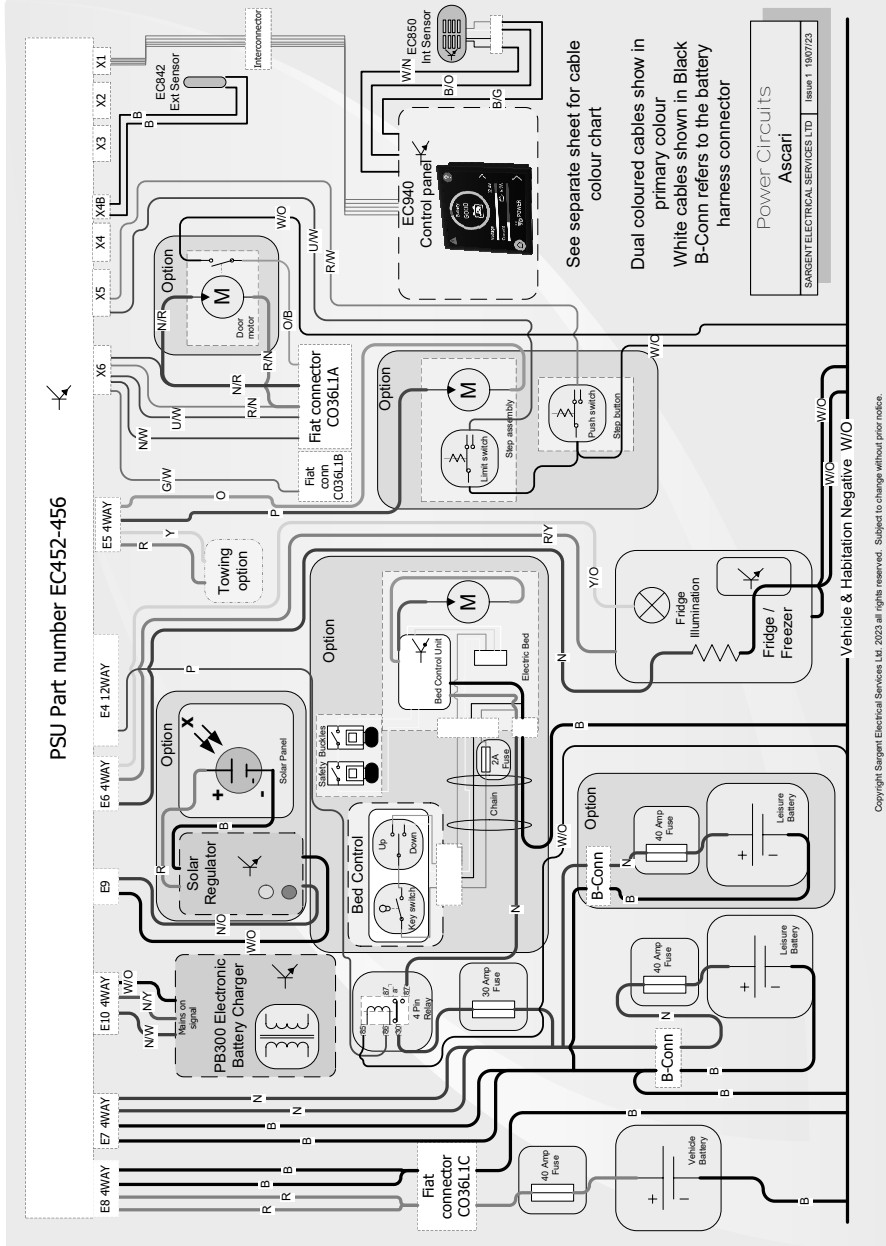 PSU Part number EC452-456
E8 4WAY
E7 4WAY
E10 4WAY
E9
E6 4WAY
E4 12WAY
E5 4WAY
X6
X5
X4
X4B
X3
X2
X1
Interconnector
EC842
Ext Sensor
B
B
EC850
Int Sensor
W/N
B/O
B/G
EC940
Control panel
See separate sheet for cable
colour chart
Dual coloured cables show in
primary colour
White cables shown in Black
B-Conn refers to the battery
harness connector
Power Circuits
Ascari
SARGENT ELECTRICAL SERVICES LTD
Issue 1 19/07/23
Option
M
Door
motor
N/R
R/N
O/B
W/O
U/W
R/W
N/R
R/N
U/W
N/W
G/W
Fiat connector
CO36L1A
Fiat
conn
C036L1B
O
P
Y
R
Towing
option
Option
M
Limit switch
Step assembly
Push switch
Step button
W/O
R/Y
Y/O
N
Fridge
Illumination
Fridge /
Freezer
W/O
W/O
P
Option
X
+
-
Solar Panel
B
R
Solar
Regulator
N/O
W/O
Option
Safety Buckles
Bed Control Unit
M
Electric Bed
2A
Fuse
Chain
Bed Control
Up
Down
Key switch
N
B
W/O
W/O
N/Y
N/W
Mains on
signal
PB300 Electronic
Battery Charger
85
86
30
87
'a'
87
4 Pin
Relay
30 Amp
Fuse
N
N
B
B
B-Conn
N
40 Amp
Fuse
+
–
Leisure
Battery
B
B
Option
B-Conn
N
B
40 Amp
Fuse
+
–
Leisure
Battery
B
B
R
R
Fiat
connector
CO36L1C
B
40 Amp
Fuse
+
–
Vehicle
Battery
B
Vehicle & Habitation Negative W/O
Copyright Sargent Electrical Services Ltd. 2023 all rights reserved. Subject to change without prior notice.